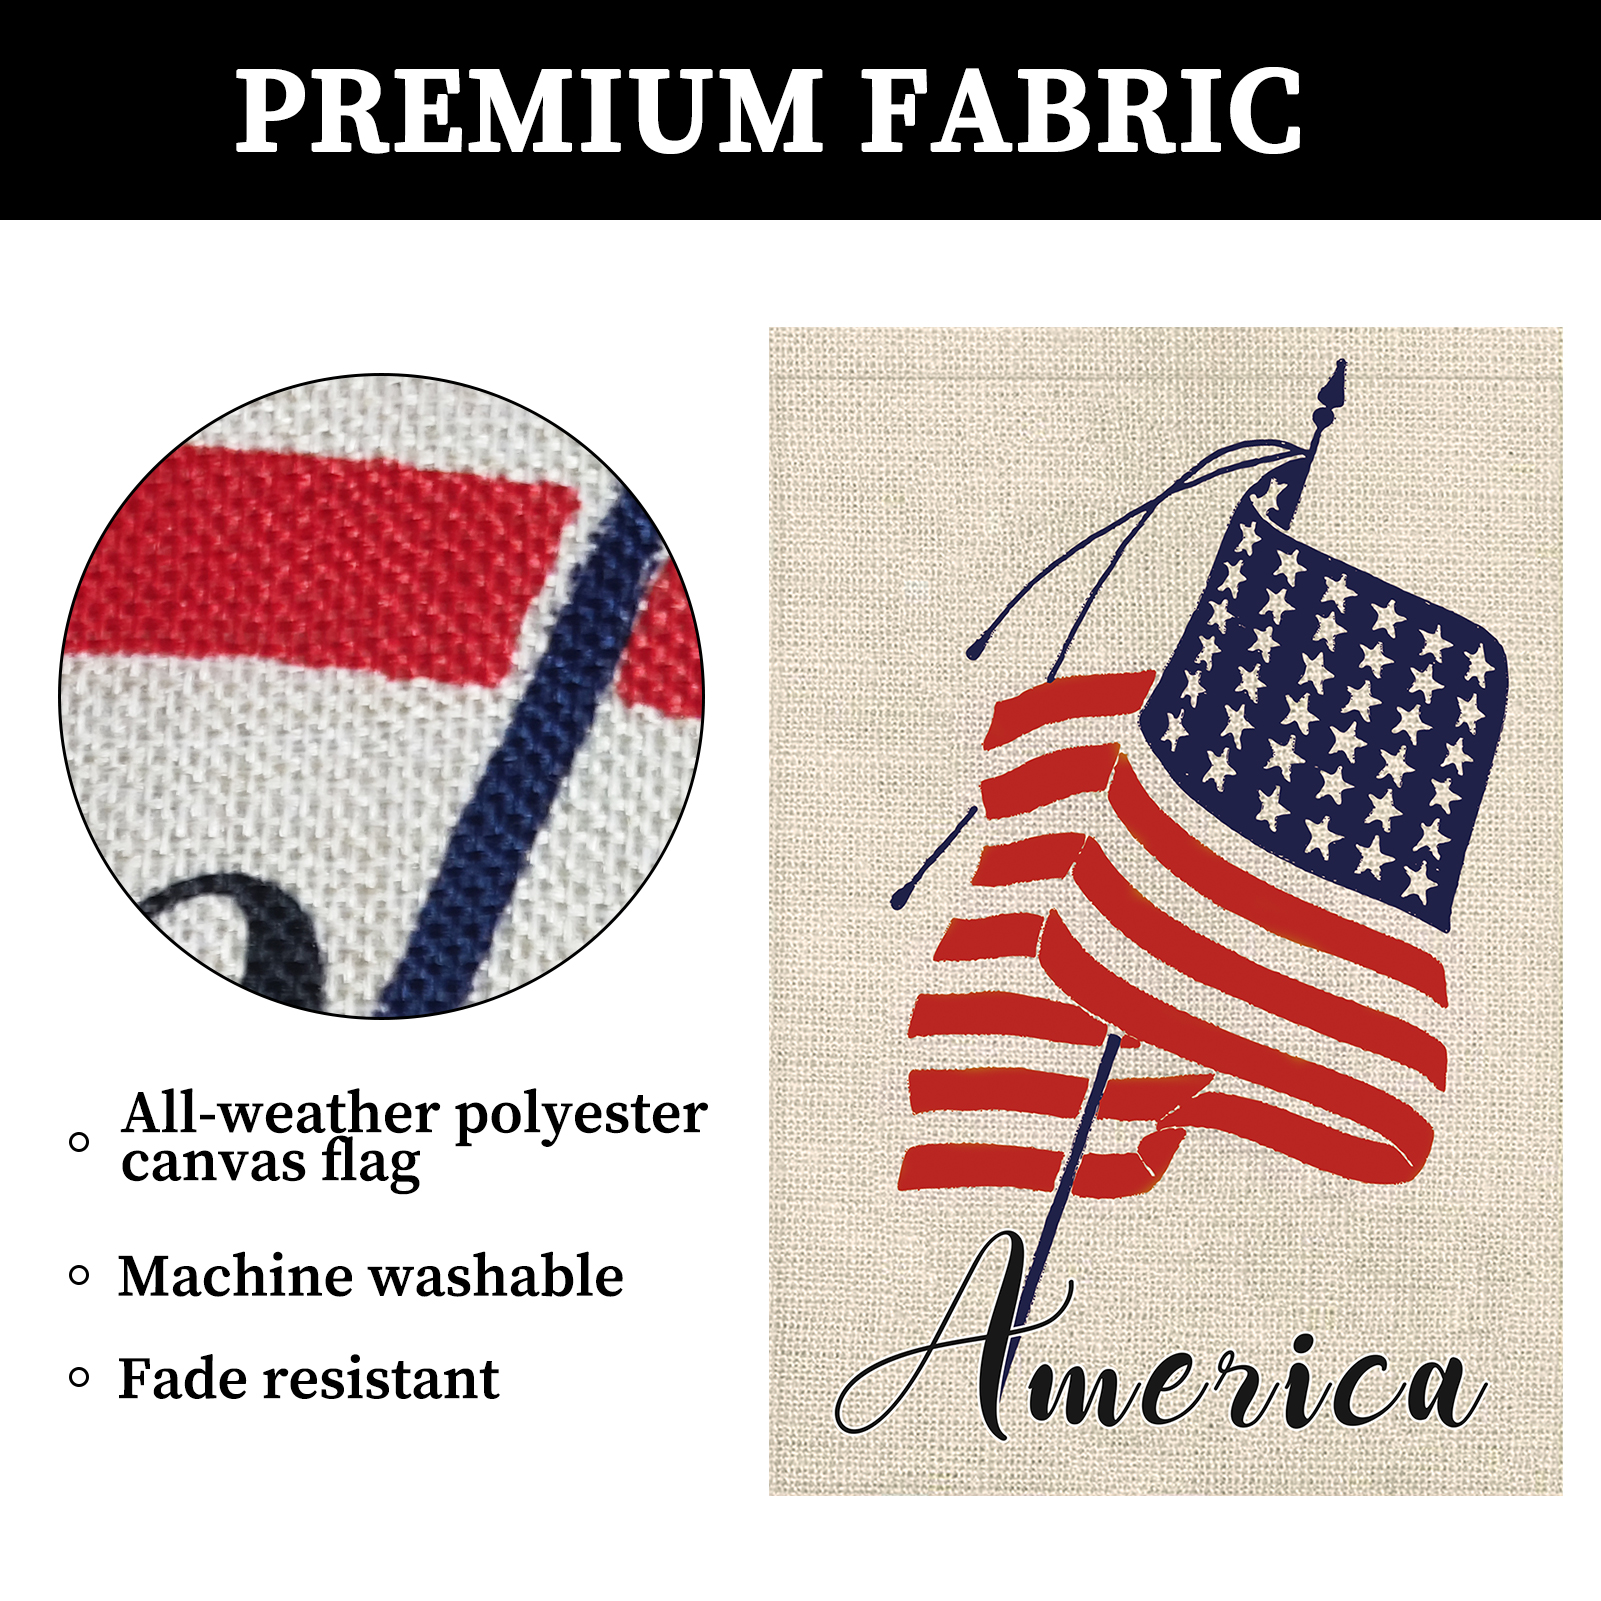 PREMIUM FABRIC
All-weather polyester
canvas flag
Machine washable
Fade resistant
America